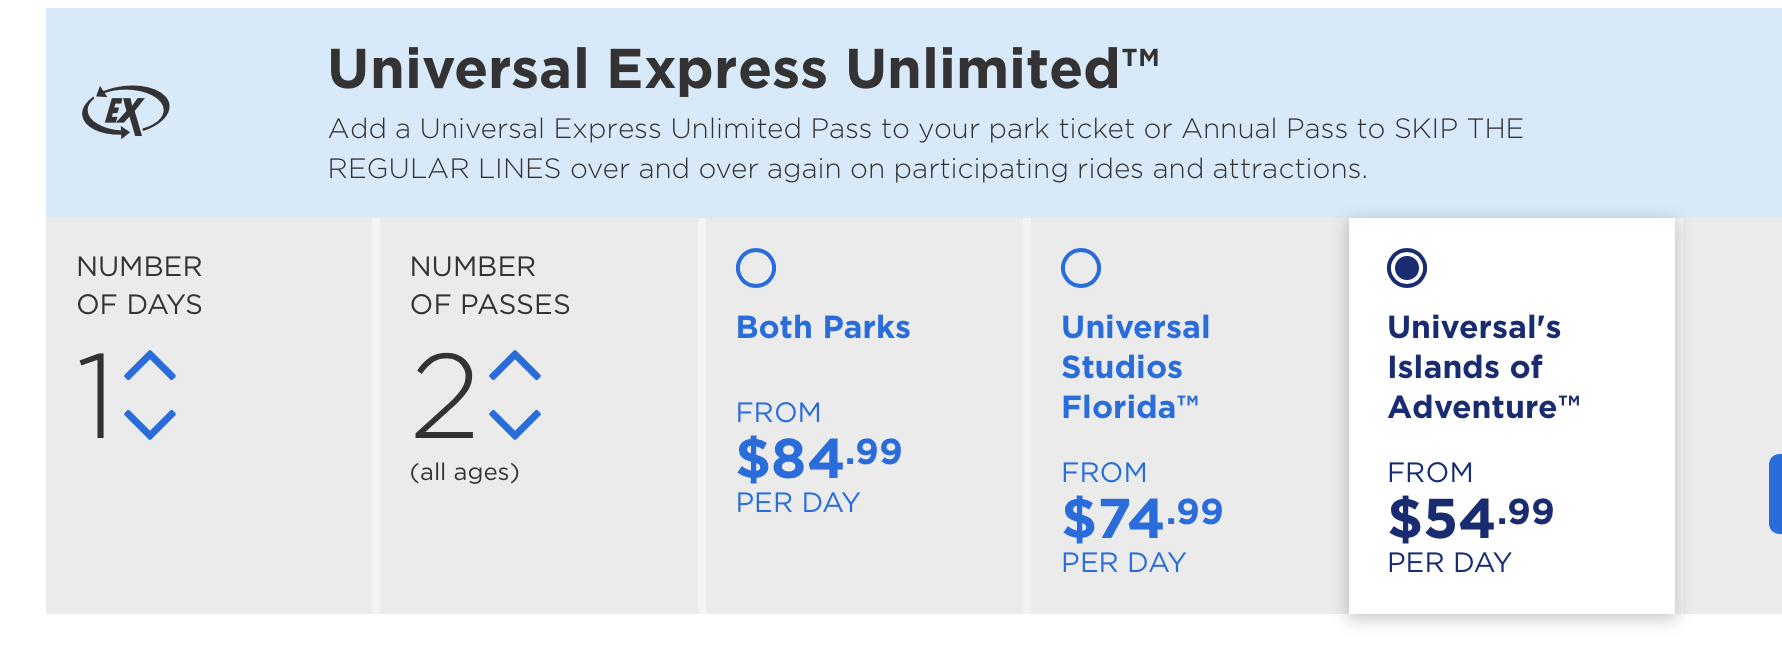 EX
Universal Express Unlimited™
Add a Universal Express Unlimited Pass to your park ticket or Annual Pass to SKIP THE
REGULAR LINES over and over again on participating rides and attractions.
NUMBER
OF DAYS
1
NUMBER
OF PASSES
2
(all ages)
Both Parks
FROM
$84.99
PER DAY
Universal
Studios
Florida™
FROM
$74.99
PER DAY
Universal's
Islands of
Adventure™
FROM
$54.99
PER DAY